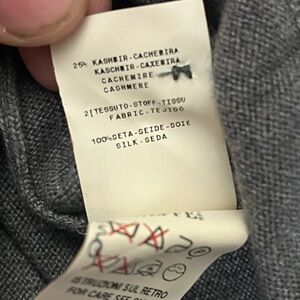 25% KASHMIR-CACHEMIRA
KASCHMIR-CAXEMIRA
CACHEMIRE
CASHMERE
2[TESSUTO-STOFF-TISSU
FABRIC-TEJIDO
100%SETA-SEIDE-SOIE
SILK-SEDA
ISTRUZIONI SUL RETRO
FOR CARE SEE